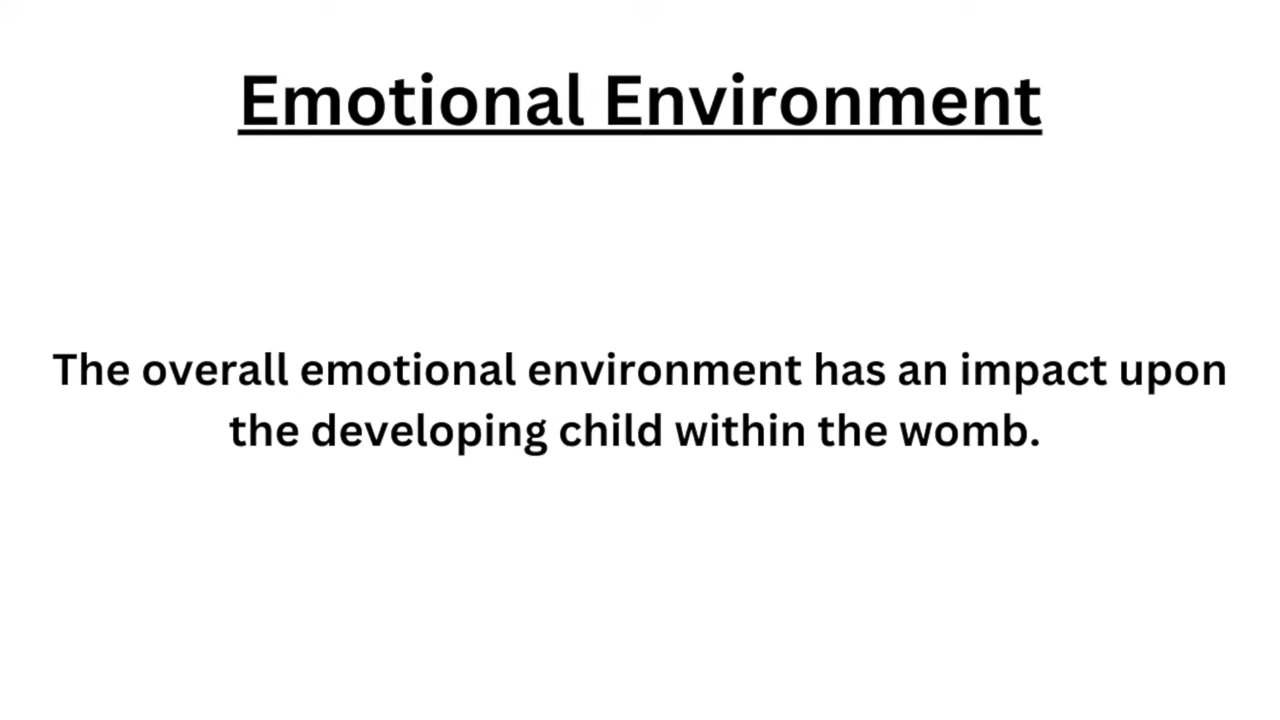 Emotional Environment
The overall emotional environment has an impact upon
the developing child within the womb.